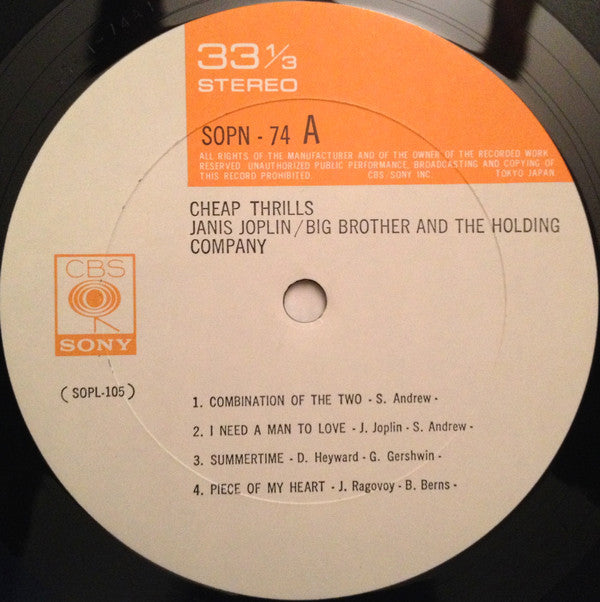 33⅓
STEREO
SOPN - 74 A
ALL RIGHTS OF THE MANUFACTURER AND OF THE OWNER OF THE RECORDED WORK
RESERVED UNAUTHORIZED PUBLIC PERFORMANCE, BROADCASTING AND COPYING OF
THIS RECORD PROHIBITED. CBS/SONY INC. TOKYO JAPAN
CHEAP THRILLS
JANIS JOPLIN/BIG BROTHER AND THE HOLDING
COMPANY
CBS
SONY
(SOPL-105)
1. COMBINATION OF THE TWO - S. Andrew -
2. I NEED A MAN TO LOVE - J. Joplin - S. Andrew -
3. SUMMERTIME - D. Heyward - G. Gershwin -
4. PIECE OF MY HEART - J. Ragovoy - B. Berns -